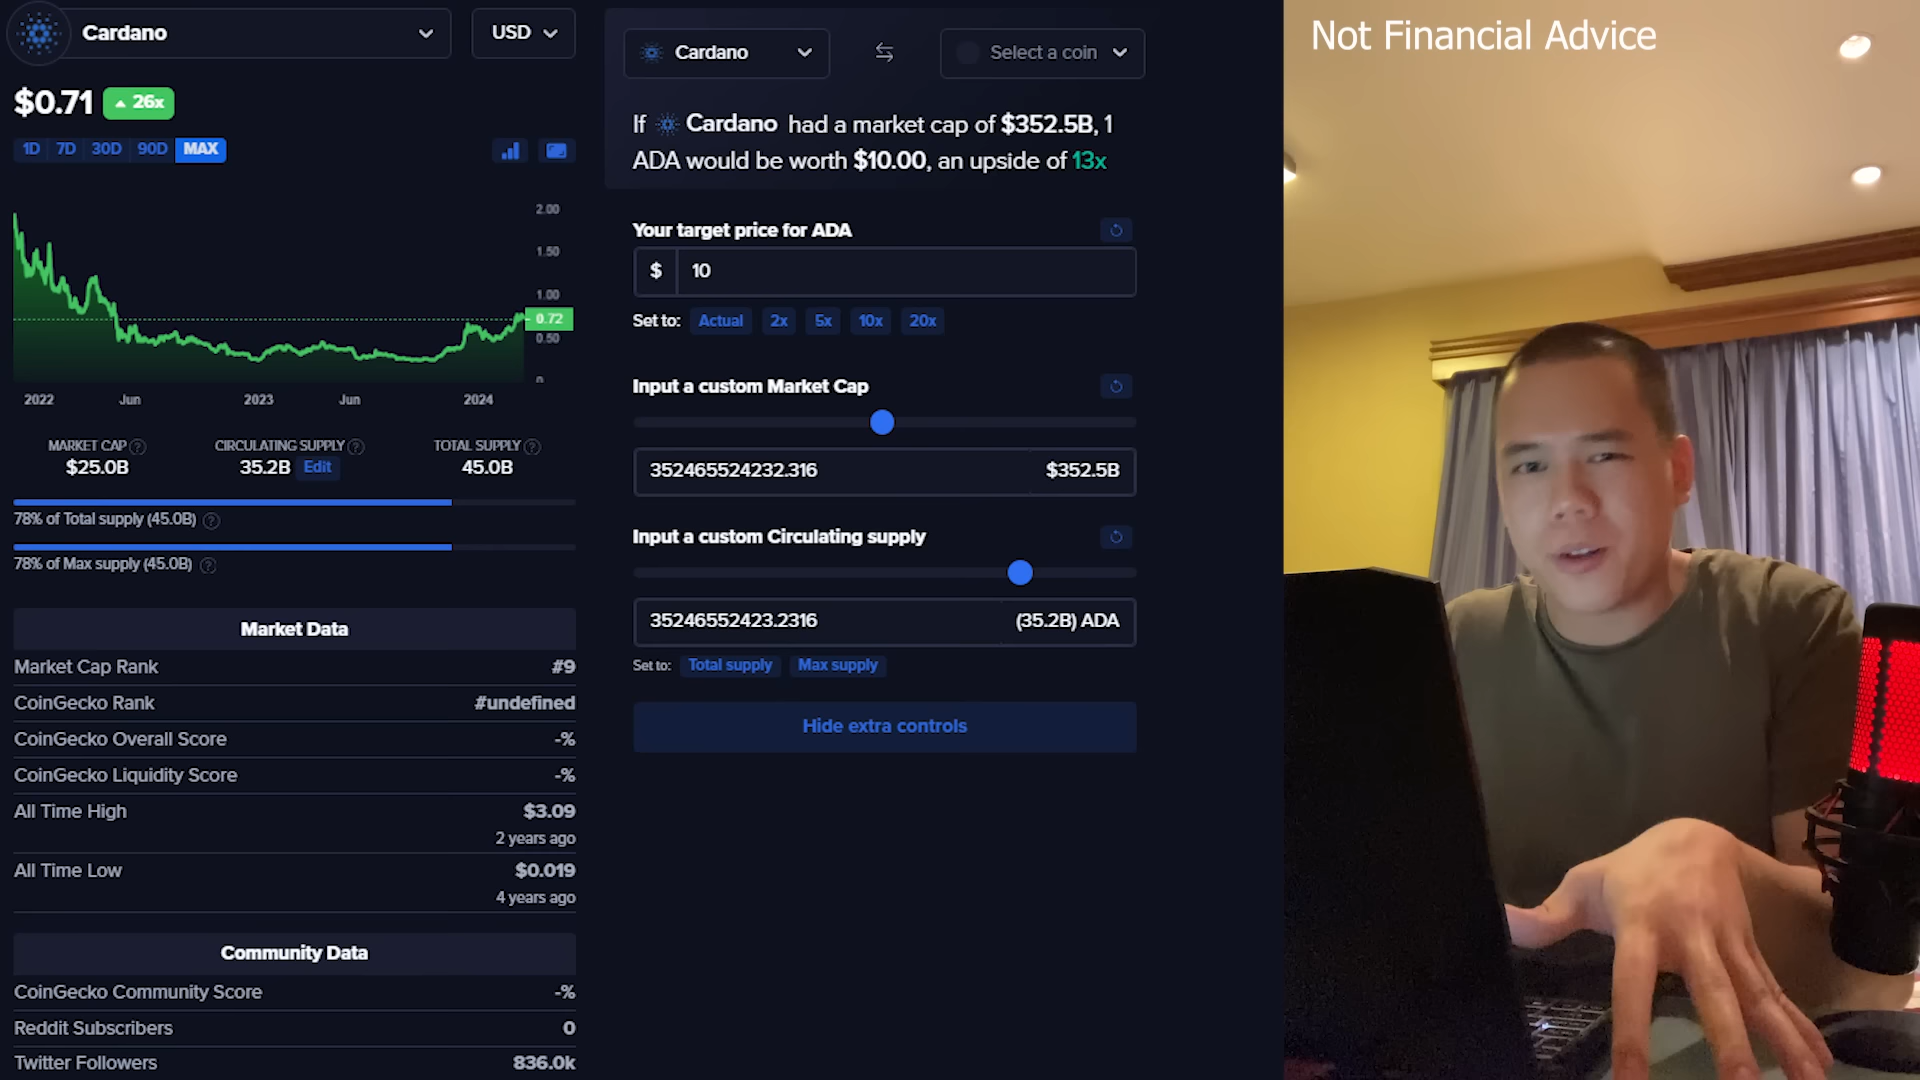 Cardano
USD
$0.71
26x
1D 7D 30D 90D MAX
2.00
1.50
1.00
0.72
0.50
0
2022 Jun 2023 Jun 2024
MARKET CAP ? CIRCULATING SUPPLY ? TOTAL SUPPLY ?
$25.0B 35.2B Edit 45.0B
78% of Total supply (45.0B) ?
78% of Max supply (45.0B) ?
Market Data
Market Cap Rank #9
CoinGecko Rank #undefined
CoinGecko Overall Score -%
CoinGecko Liquidity Score -%
All Time High $3.09
2 years ago
All Time Low $0.019
4 years ago
Community Data
CoinGecko Community Score -%
Reddit Subscribers 0
Twitter Followers 836.0k
Cardano Select a coin
If Cardano had a market cap of $352.5B, 1
ADA would be worth $10.00, an upside of 13x
Your target price for ADA
$ 10
Set to: Actual 2x 5x 10x 20x
Input a custom Market Cap
352465524232.316 $352.5B
Input a custom Circulating supply
35246552423.2316 (35.2B) ADA
Set to: Total supply Max supply
Hide extra controls
Not Financial Advice